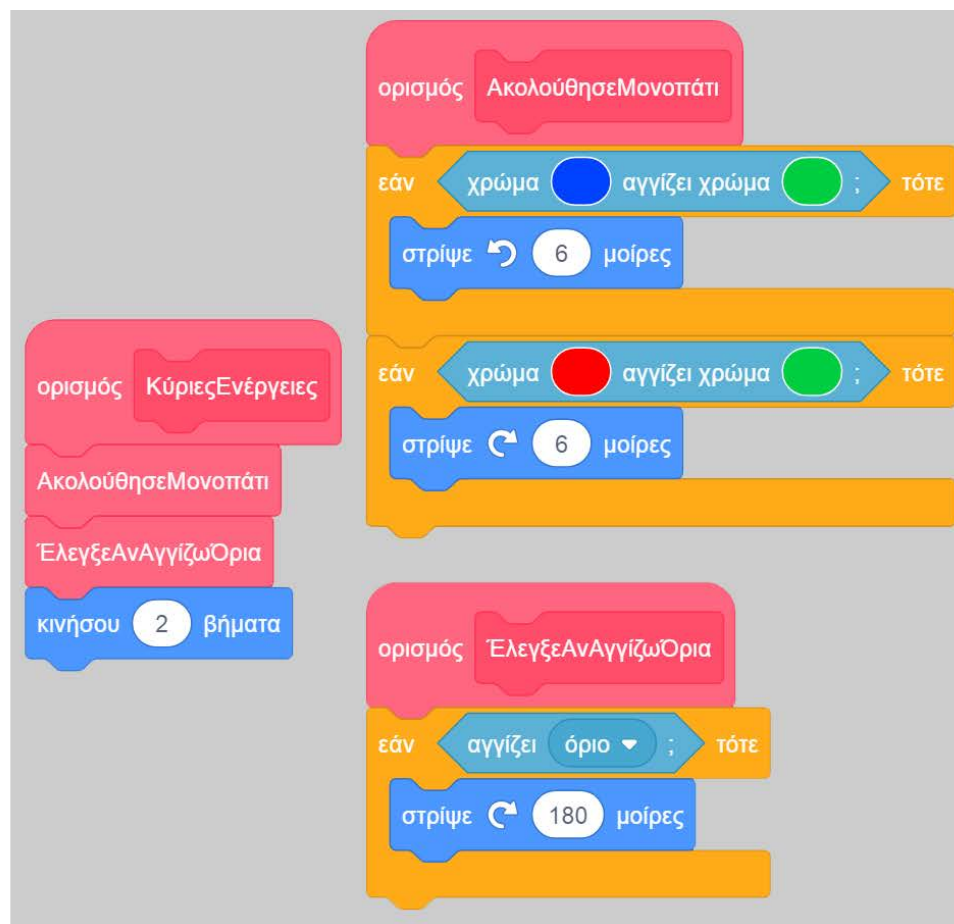 ορισμός ΑκολούθησεΜονοπάτι
εάν χρώμα αγγίζει χρώμα ; τότε
στρίψε 6 μοίρες
εάν χρώμα αγγίζει χρώμα ; τότε
στρίψε 6 μοίρες
ορισμός ΚύριεςΕνέργειες
ΑκολούθησεΜονοπάτι
ΈλεγξεΑνΑγγίζωΌρια
κινήσου 2 βήματα
ορισμός ΈλεγξεΑνΑγγίζωΌρια
εάν αγγίζει όριο ; τότε
στρίψε 180 μοίρες